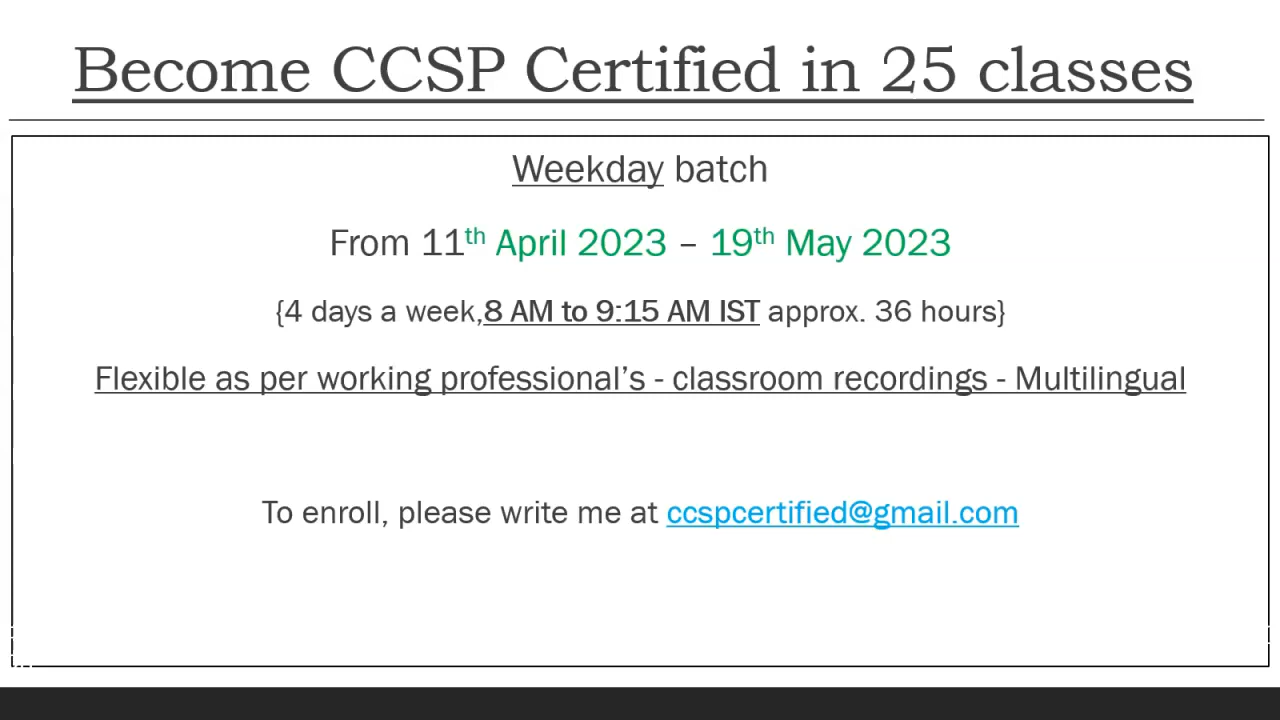 Become CCSP Certified in 25 classes
Weekday batch
From 11th April 2023 – 19th May 2023
{4 days a week,8 AM to 9:15 AM IST approx. 36 hours}
Flexible as per working professional’s - classroom recordings - Multilingual
To enroll, please write me at ccspcertified@gmail.com